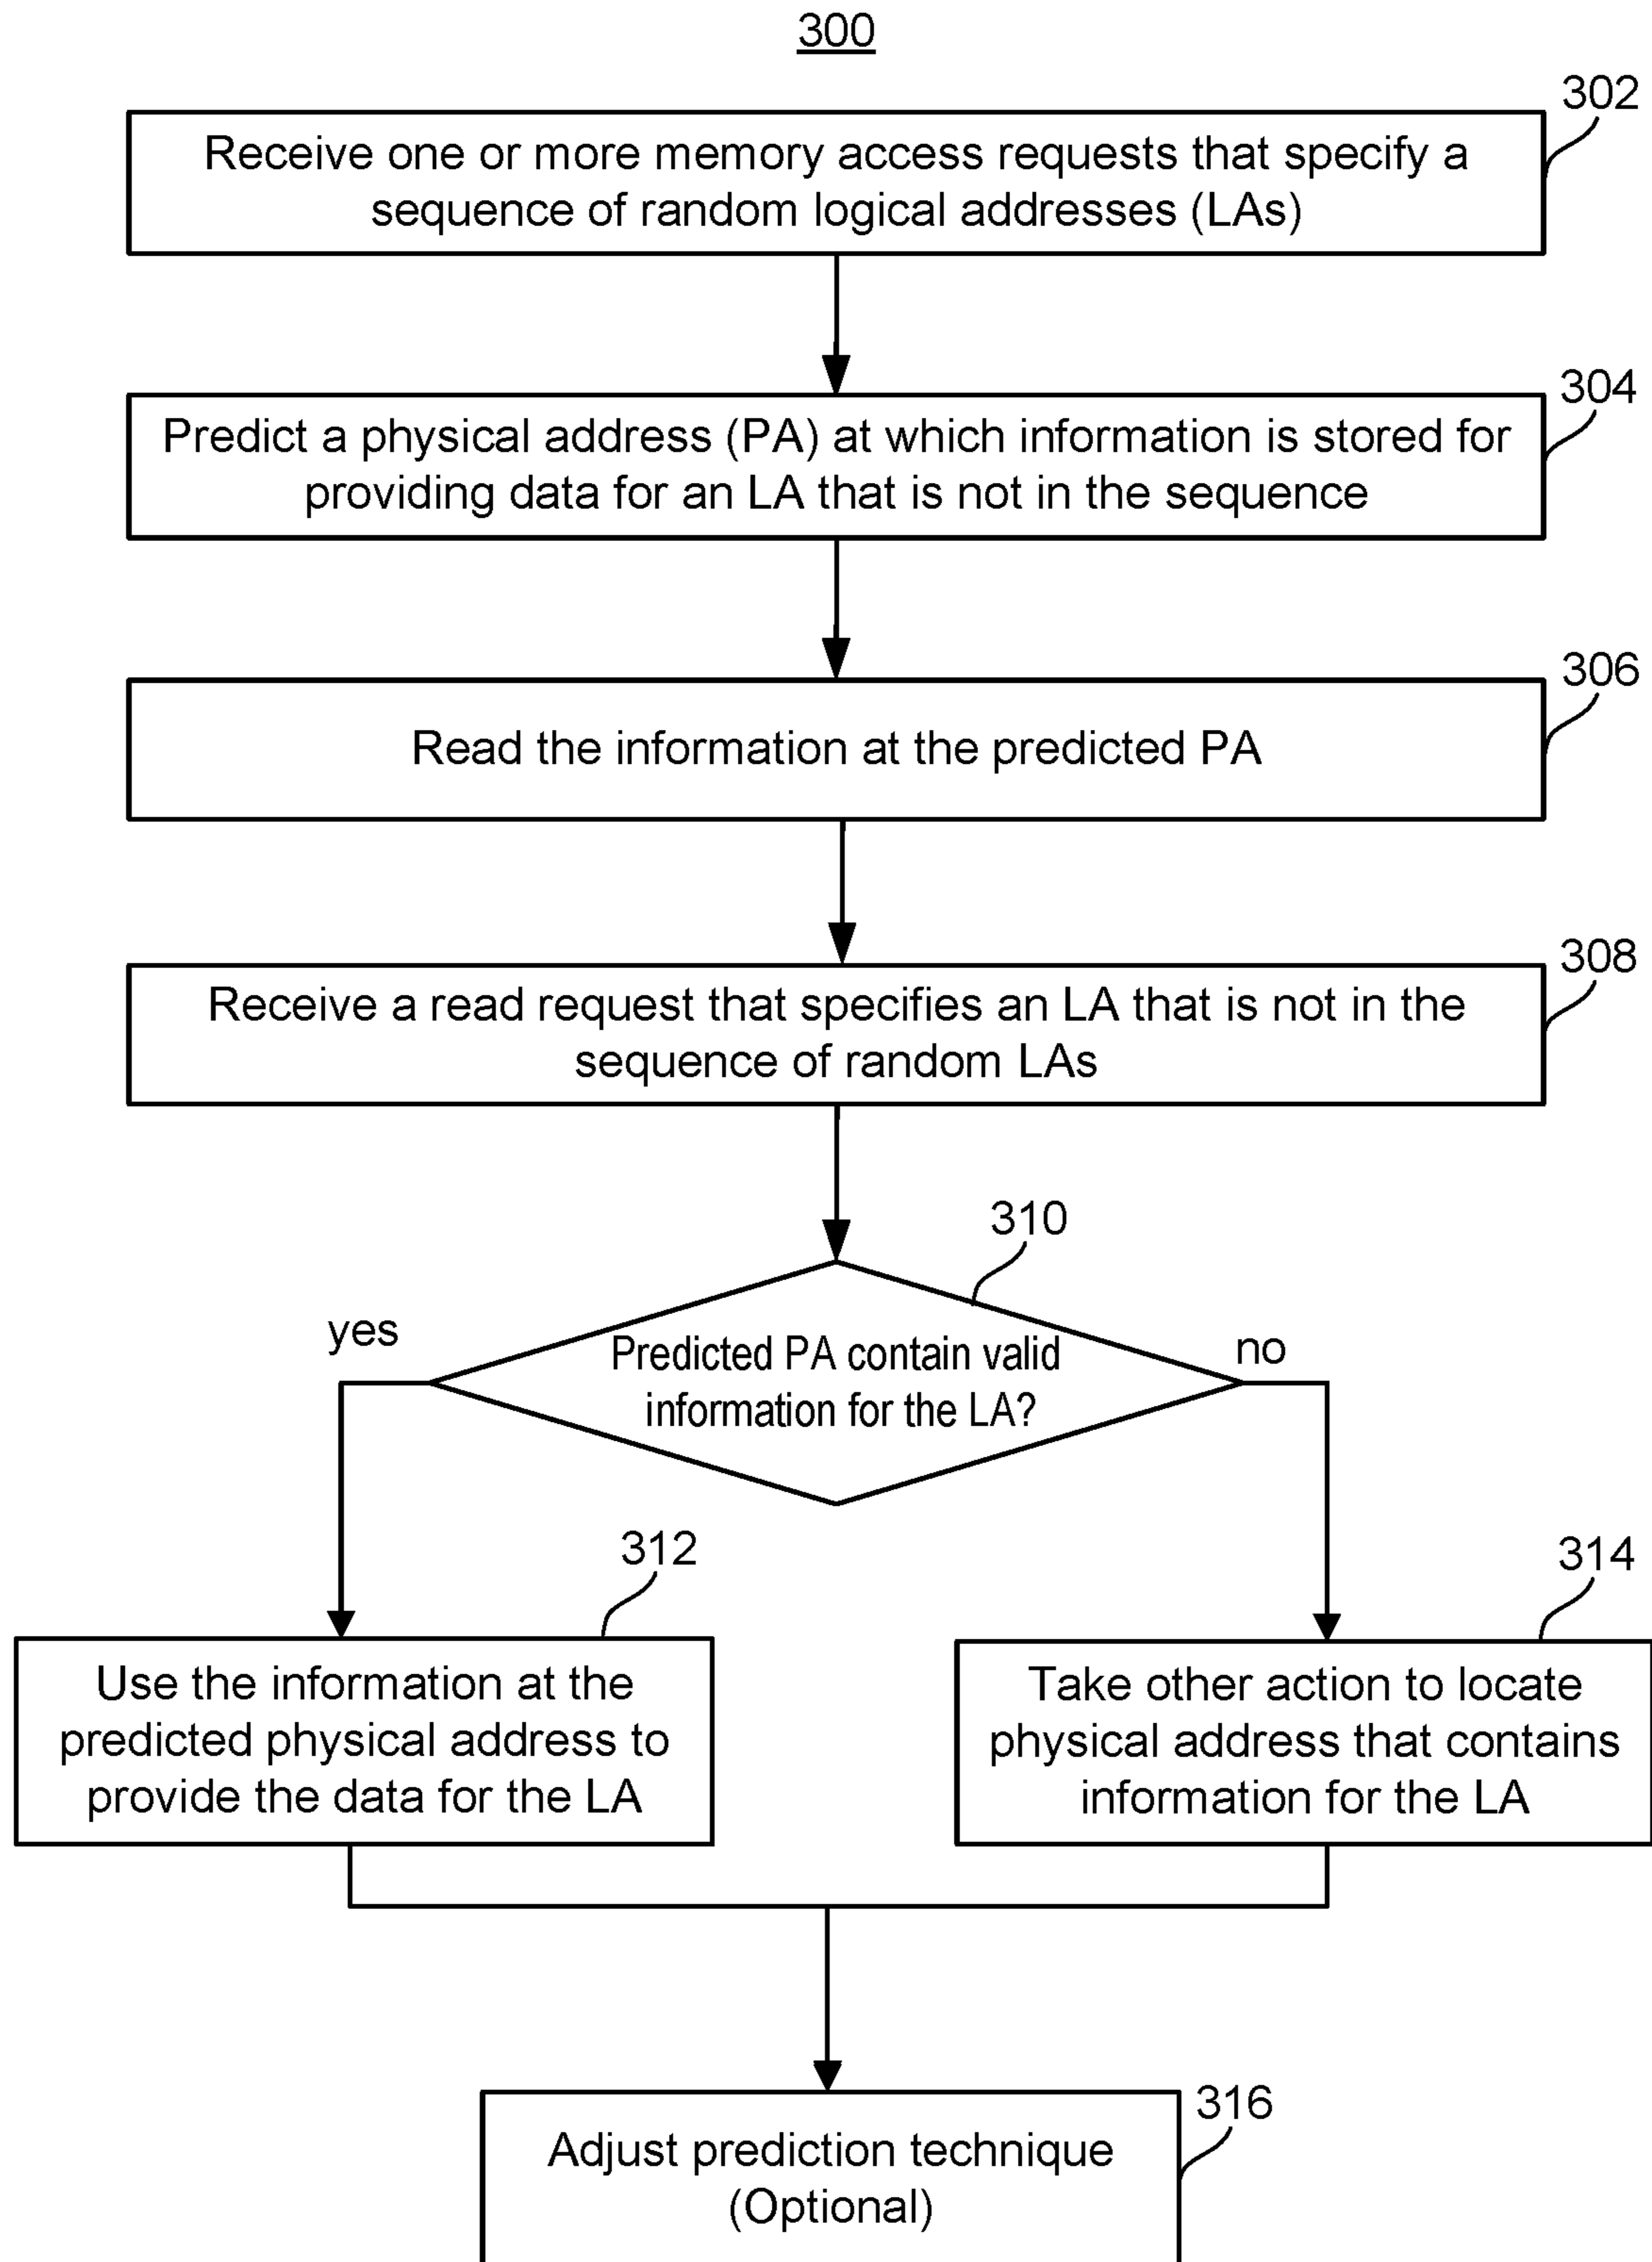 300
302
Receive one or more memory access requests that specify a
sequence of random logical addresses (LAs)
304
Predict a physical address (PA) at which information is stored for
providing data for an LA that is not in the sequence
306
Read the information at the predicted PA
308
Receive a read request that specifies an LA that is not in the
sequence of random LAs
310
yes
Predicted PA contain valid
information for the LA?
no
312
Use the information at the
predicted physical address to
provide the data for the LA
314
Take other action to locate
physical address that contains
information for the LA
316
Adjust prediction technique
(Optional)